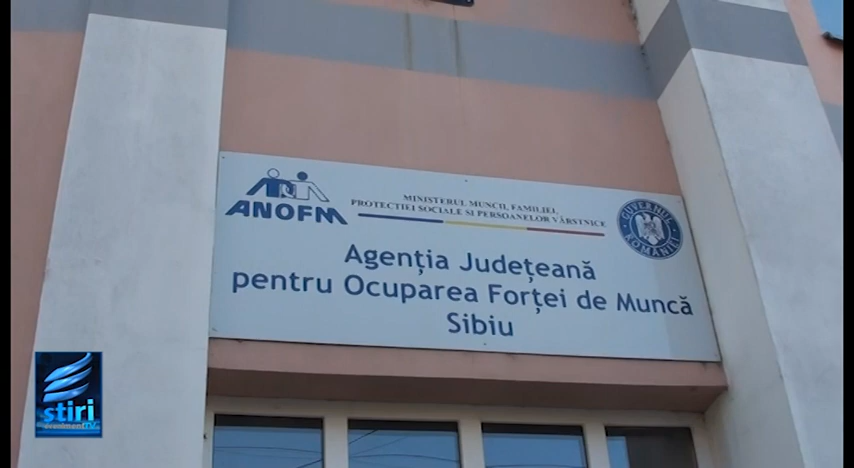 ANOFM
MINISTERUL MUNCII, FAMILIEI,
PROTECȚIEI SOCIALE ȘI PERSOANELOR VÂRSTNICE
GUVERNUL ROMÂNIEI
Agenția Județeană
pentru Ocuparea Forței de Muncă
Sibiu
stiri
evenimentTV